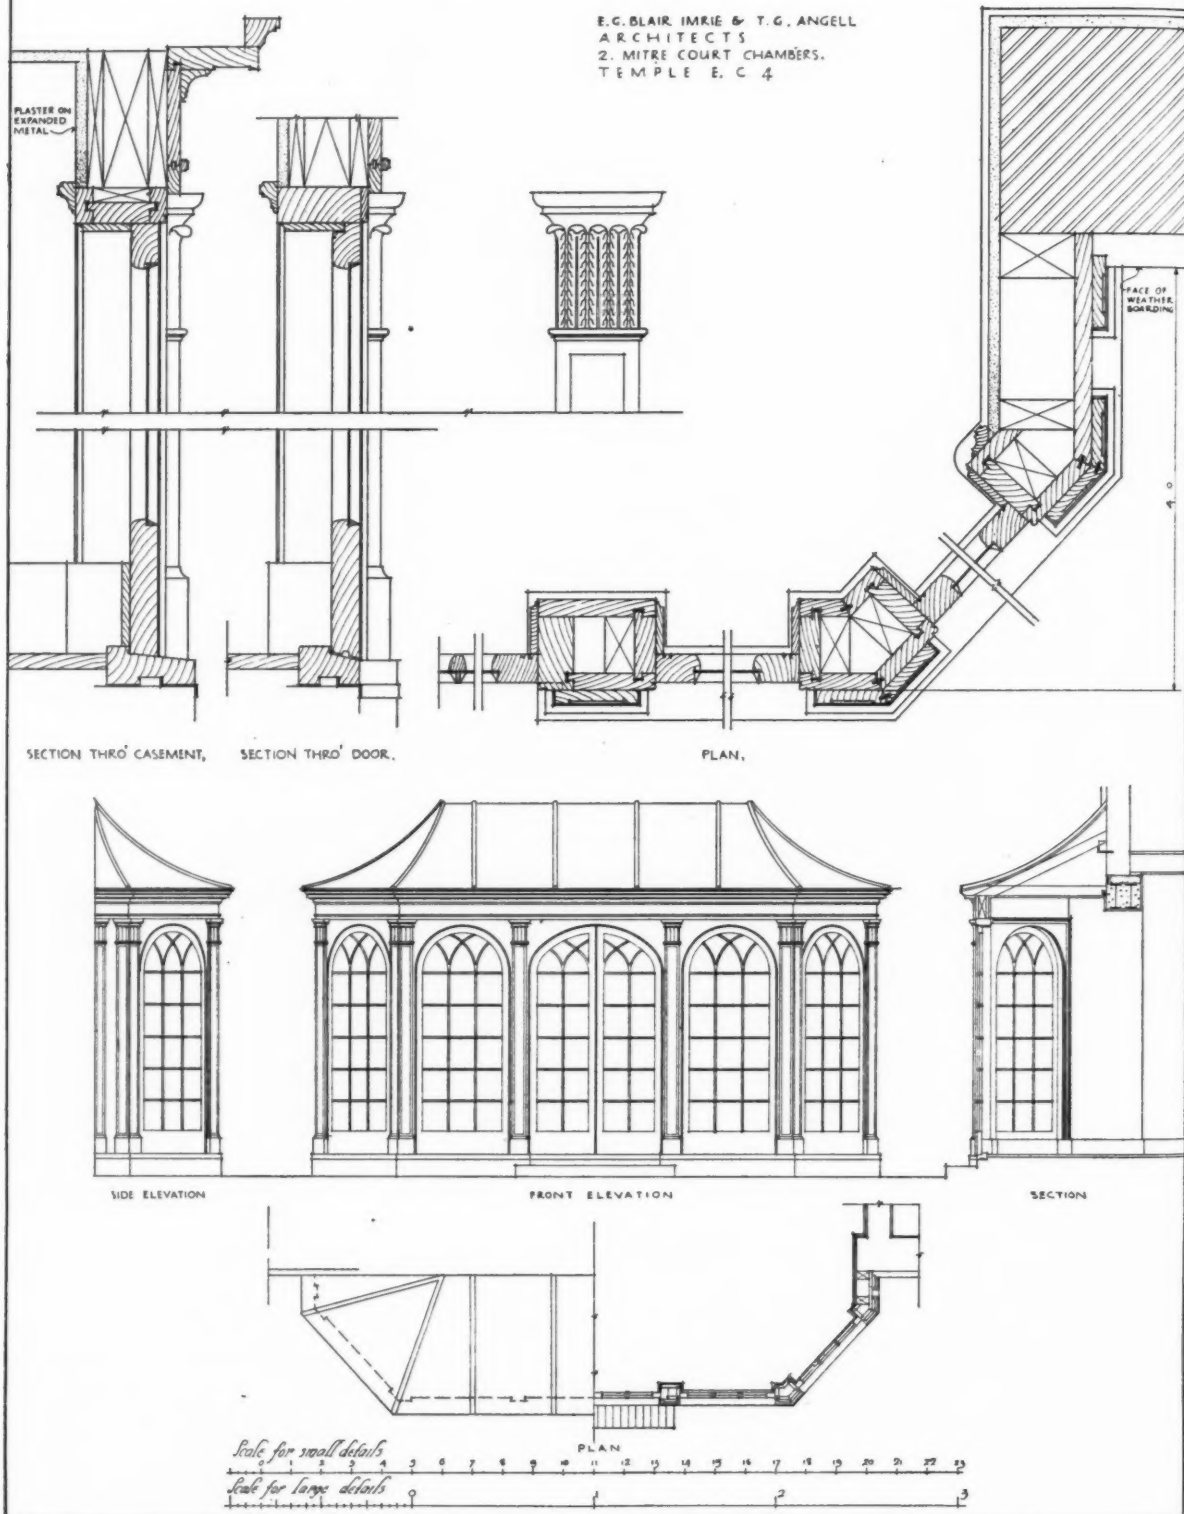 E.G. BLAIR IMRIE & T.G. ANGELL
ARCHITECTS
2. MITRE COURT CHAMBERS.
TEMPLE E.C 4
PLASTER ON
EXPANDED
METAL
FACE OF
WEATHER
BOARDING
4.0
SECTION THRO' CASEMENT,
SECTION THRO' DOOR.
PLAN.
SIDE ELEVATION
FRONT ELEVATION
SECTION
PLAN
Scale for small details
0 1 2 3 4 5 6 7 8 9 10 11 12 13 14 15 16 17 18 19 20 21 22 23
Scale for large details
0 1 2 3